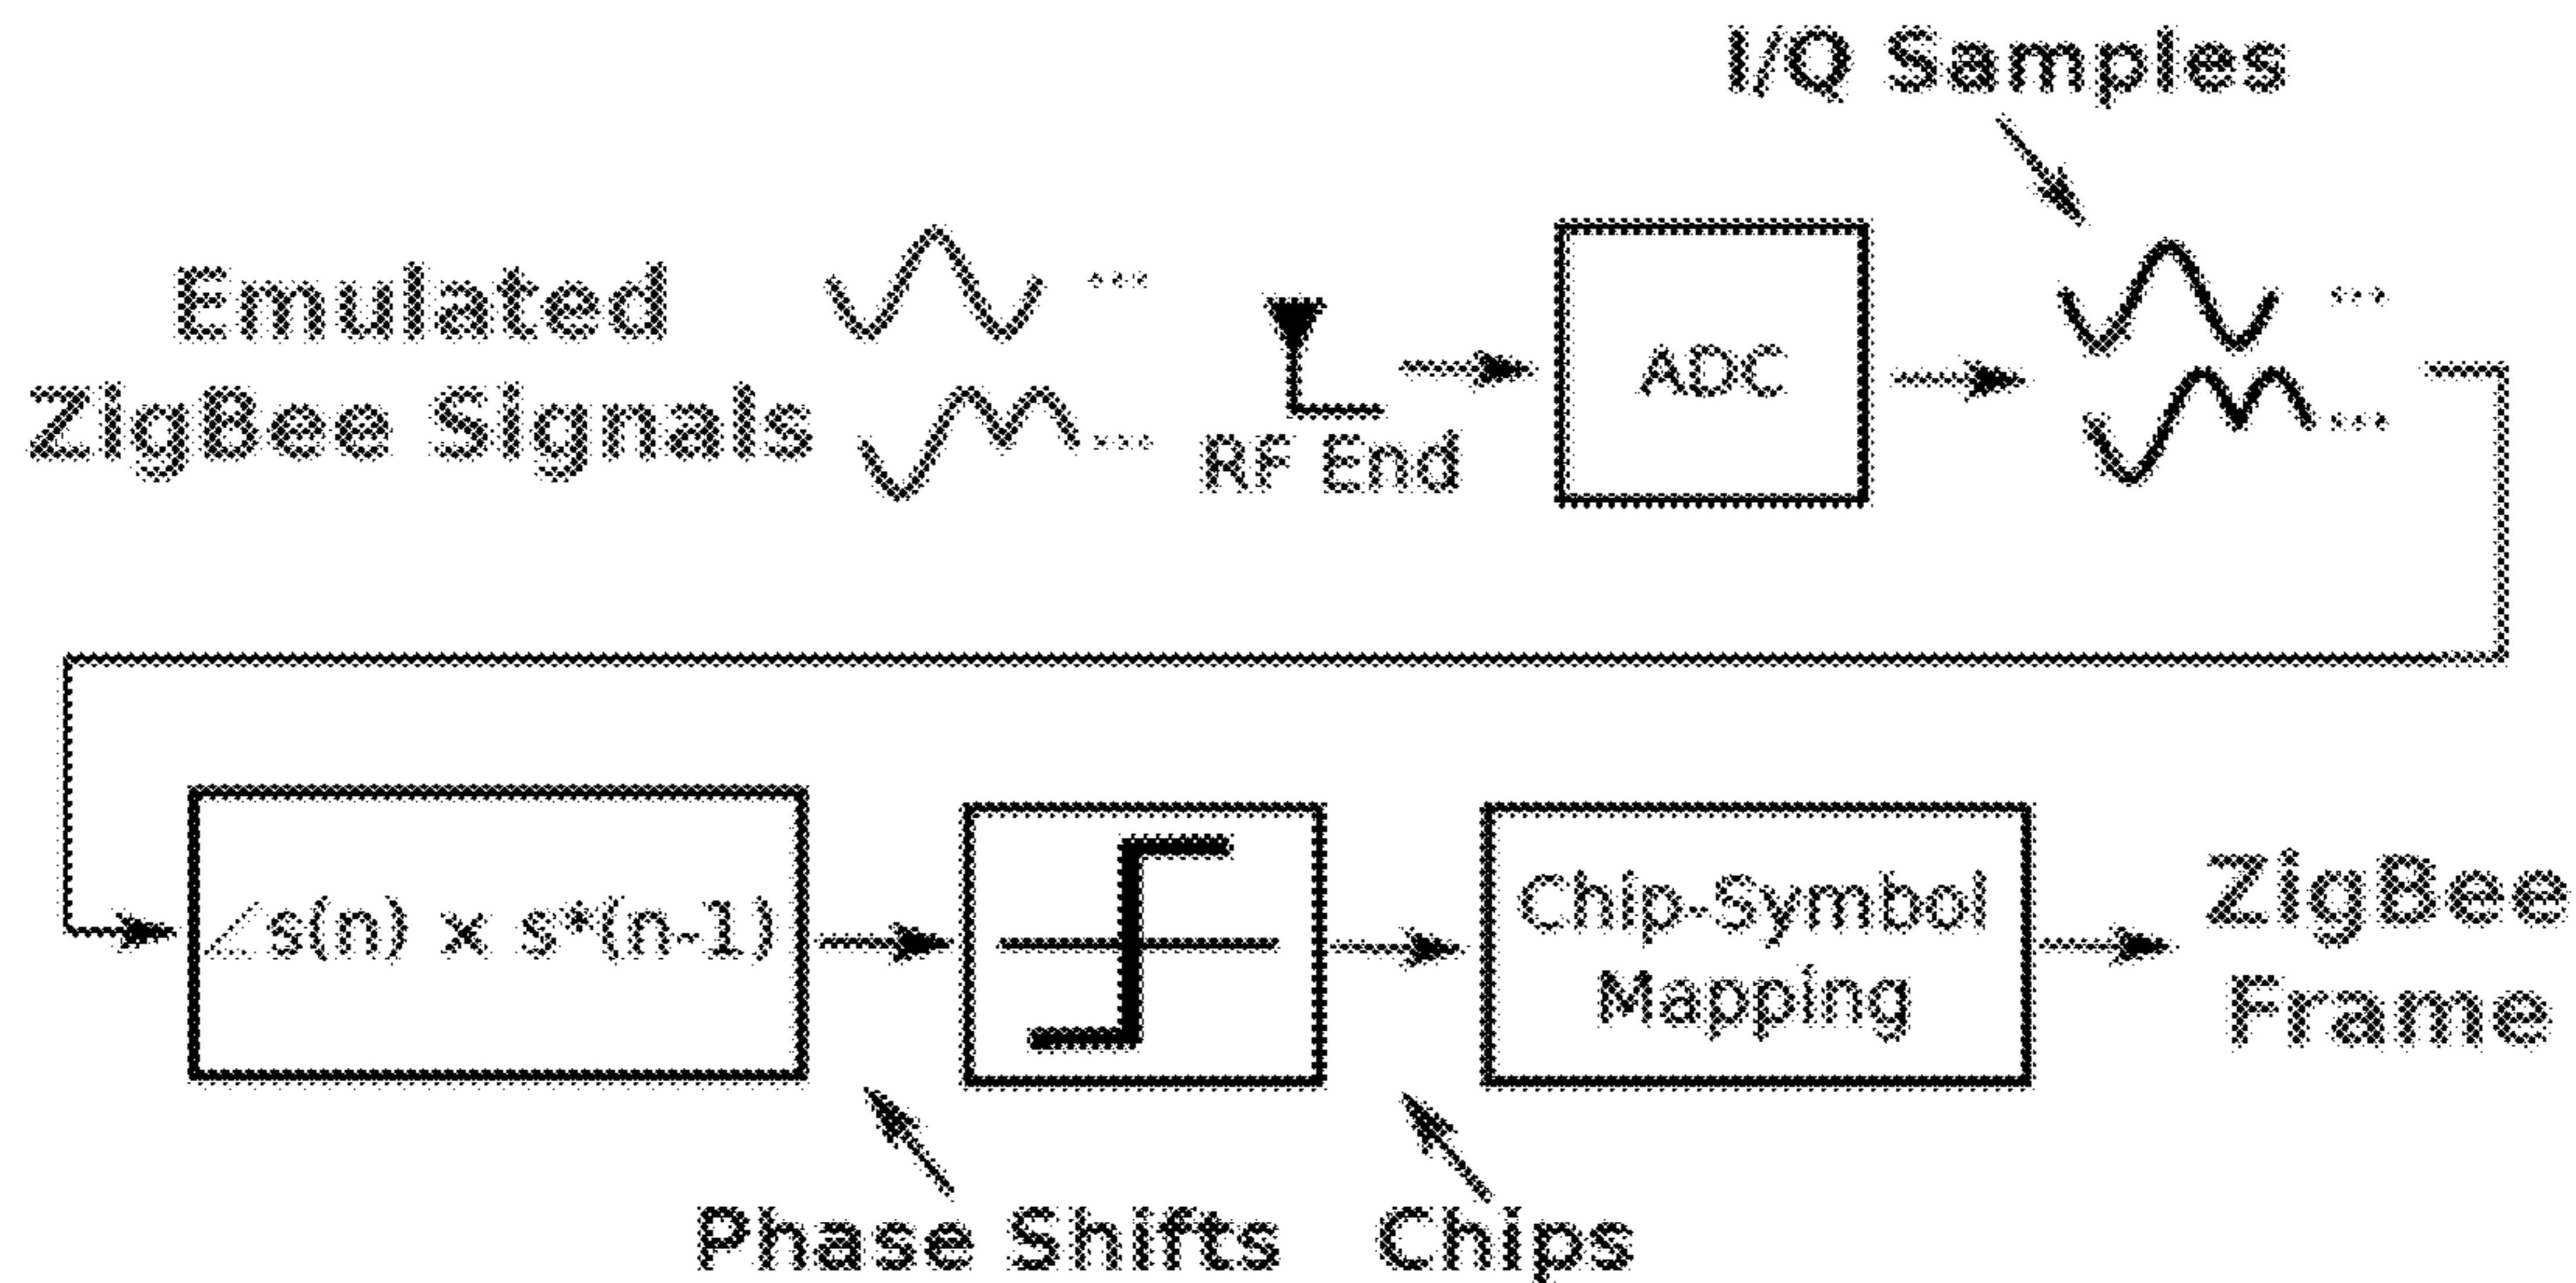 I/Q Samples
Emulated
ZigBee Signals
...
...
RF End
ADC
...
...
∠s(n) × s*(n-1)
Chip-Symbol
Mapping
ZigBee
Frame
Phase Shifts
Chips